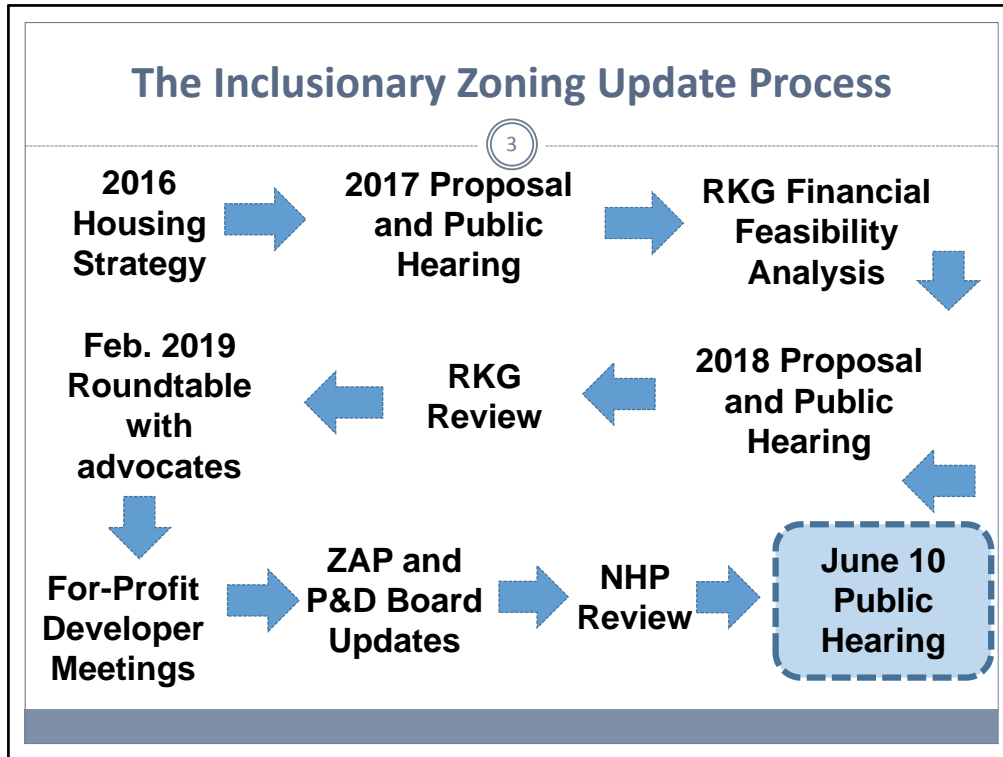 The Inclusionary Zoning Update Process
3
2016
Housing
Strategy
2017 Proposal
and Public
Hearing
RKG Financial
Feasibility
Analysis
2018 Proposal
and Public
Hearing
RKG
Review
Feb. 2019
Roundtable
with
advocates
For-Profit
Developer
Meetings
ZAP and
P&D Board
Updates
NHP
Review
June 10
Public
Hearing